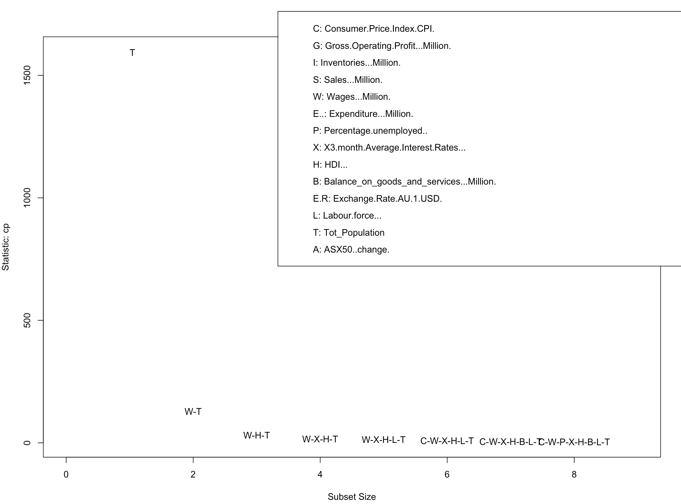 C: Consumer.Price.Index.CPI.
G: Gross.Operating.Profit...Million.
I: Inventories...Million.
S: Sales...Million.
W: Wages...Million.
E..: Expenditure...Million.
P: Percentage.unemployed..
X: X3.month.Average.Interest.Rates...
H: HDI...
B: Balance_on_goods_and_services...Million.
E.R: Exchange.Rate.AU.1.USD.
L: Labour.force...
T: Tot_Population
A: ASX50..change.
Statistic: cp
1500
1000
500
0
T
W-T
W-H-T
W-X-H-T
W-X-H-L-T
C-W-X-H-L-T
C-W-X-H-B-L-T
C-W-P-X-H-B-L-T
0 2 4 6 8
Subset Size